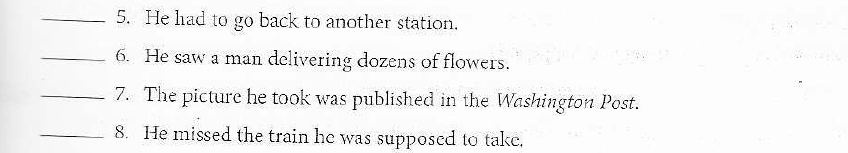 _____ 5. He had to go back to another station.
_____ 6. He saw a man delivering dozens of flowers.
_____ 7. The picture he took was published in the Washington Post.
_____ 8. He missed the train he was supposed to take.